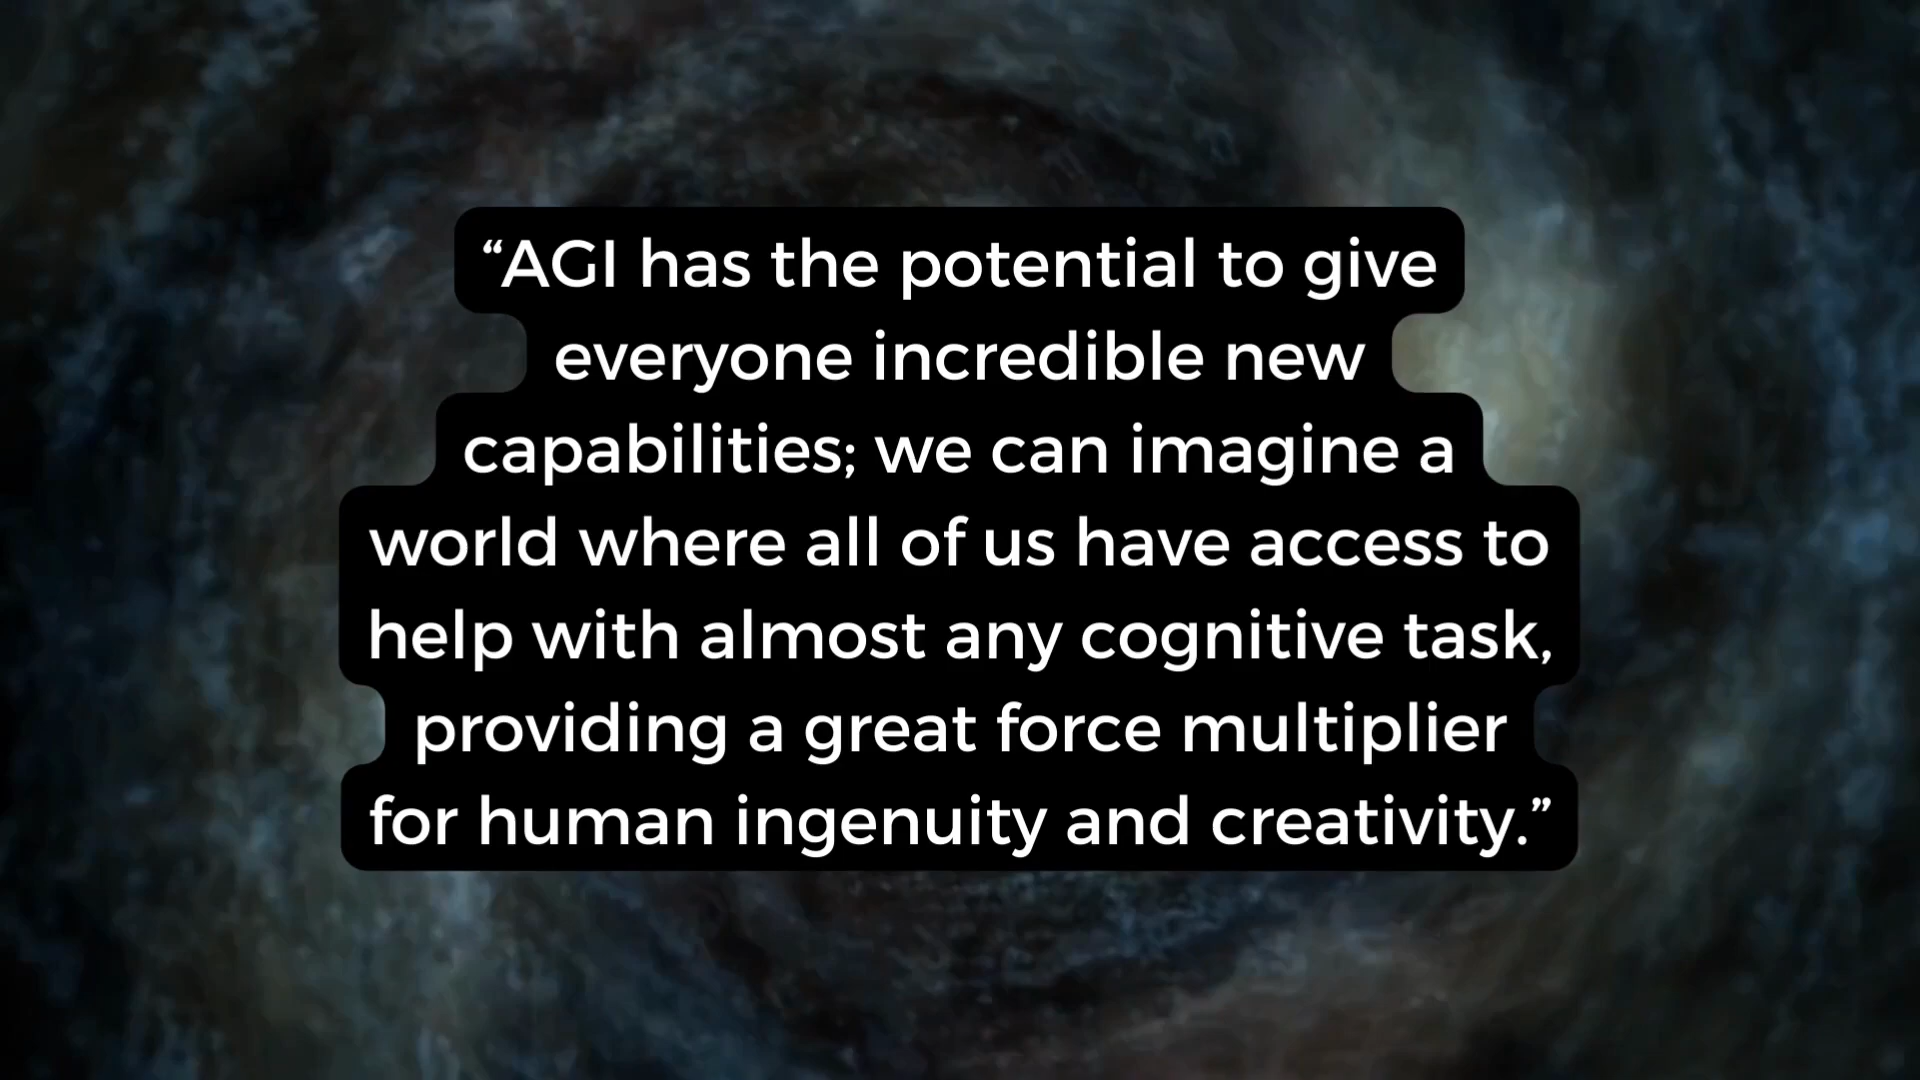 “AGI has the potential to give
everyone incredible new
capabilities; we can imagine a
world where all of us have access to
help with almost any cognitive task,
providing a great force multiplier
for human ingenuity and creativity.”